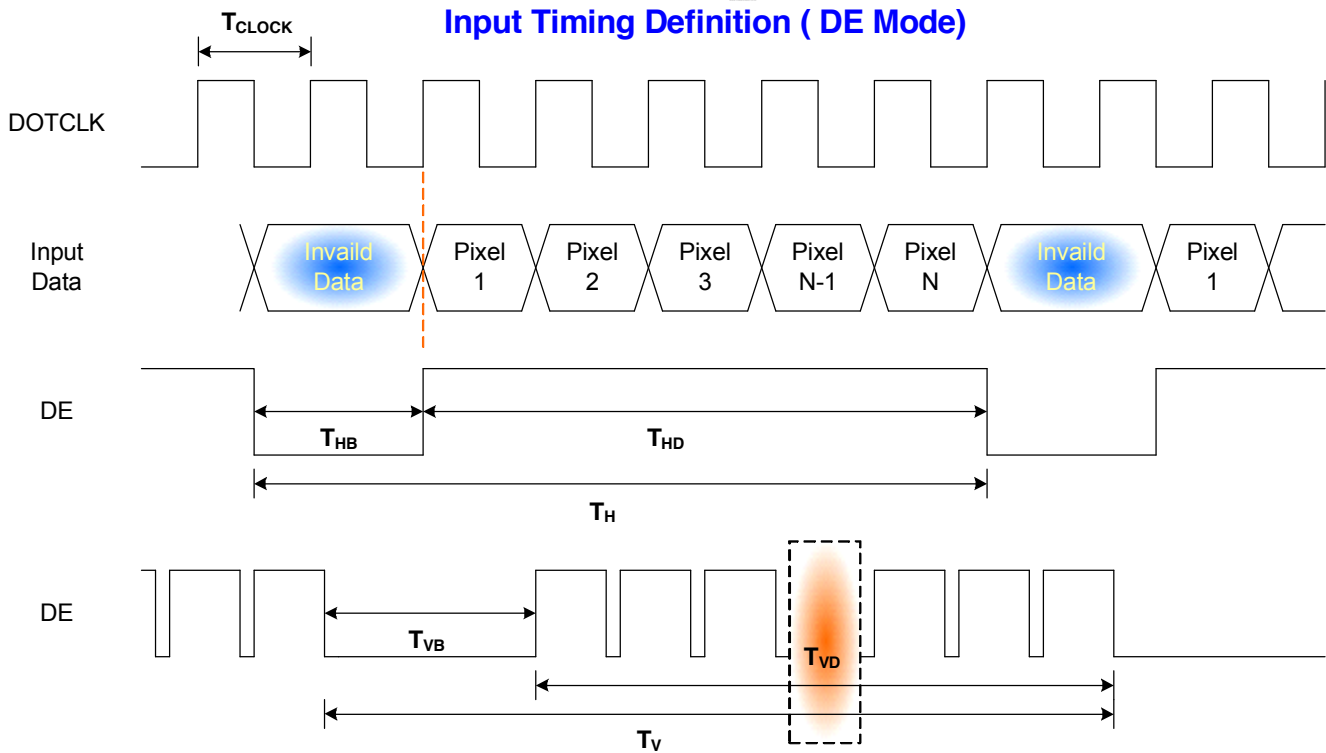 Input Timing Definition ( DE Mode)
TCLOCK
DOTCLK
Input
Data
Invaild
Data
Pixel
1
Pixel
2
Pixel
3
Pixel
N-1
Pixel
N
Invaild
Data
Pixel
1
DE
THB
THD
TH
DE
TVB
TVD
TV